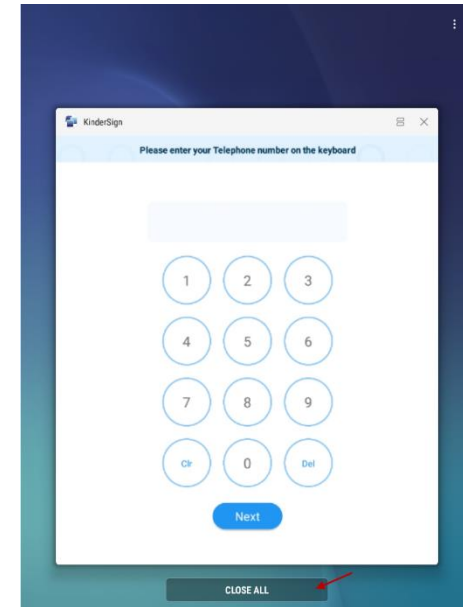 KinderSign
Please enter your Telephone number on the keyboard
1 2 3
4 5 6
7 8 9
Clr 0 Del
Next
CLOSE ALL